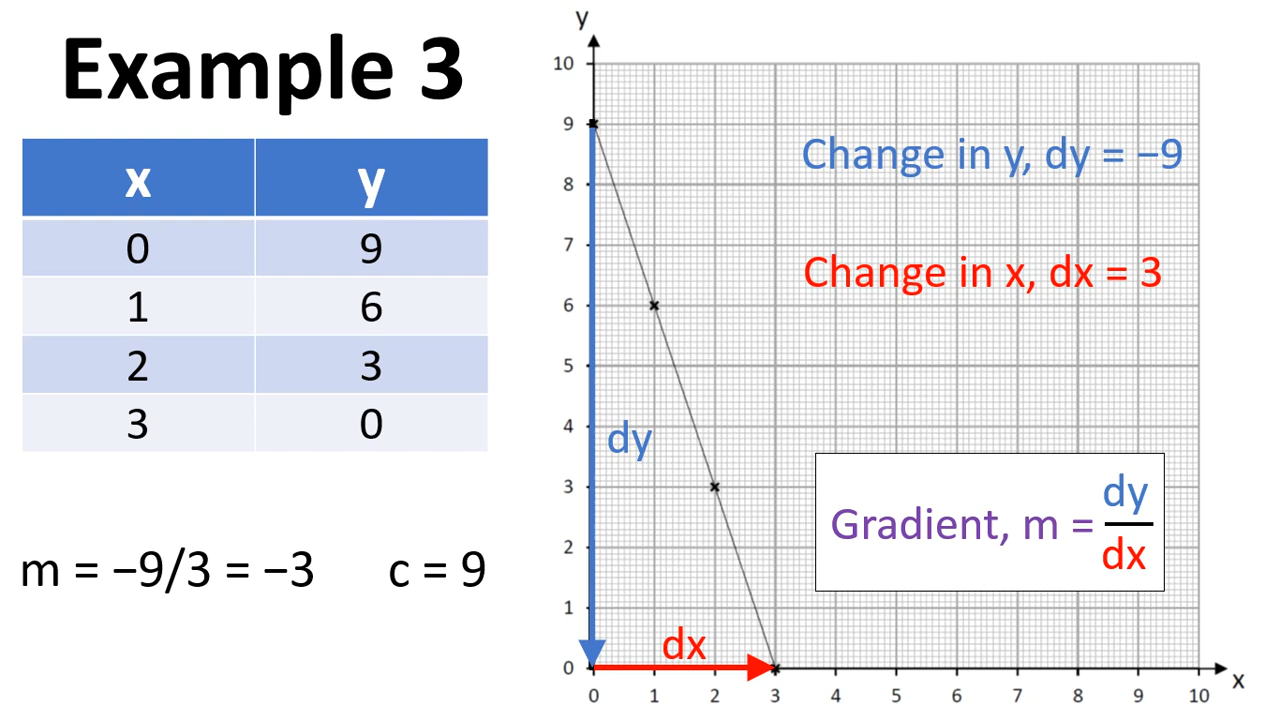 Example 3
x y
0 9
1 6
2 3
3 0
m = −9/3 = −3 c = 9
y
10
9
8
7
6
5
4
3
2
1
0
0 1 2 3 4 5 6 7 8 9 10
x
Change in y, dy = −9
Change in x, dx = 3
dy
dx
Gradient, m = dy/dx